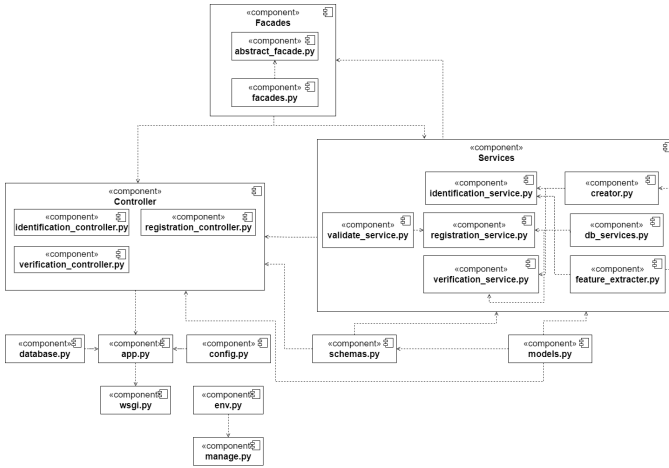 «component»
Facades
«component»
abstract_facade.py
«component»
facades.py
«component»
Services
«component»
identification_service.py
«component»
creator.py
«component»
validate_service.py
«component»
registration_service.py
«component»
db_services.py
«component»
verification_service.py
«component»
feature_extracter.py
«component»
Controller
«component»
identification_controller.py
«component»
registration_controller.py
«component»
verification_controller.py
«component»
database.py
«component»
app.py
«component»
config.py
«component»
schemas.py
«component»
models.py
«component»
wsgi.py
«component»
env.py
«component»
manage.py